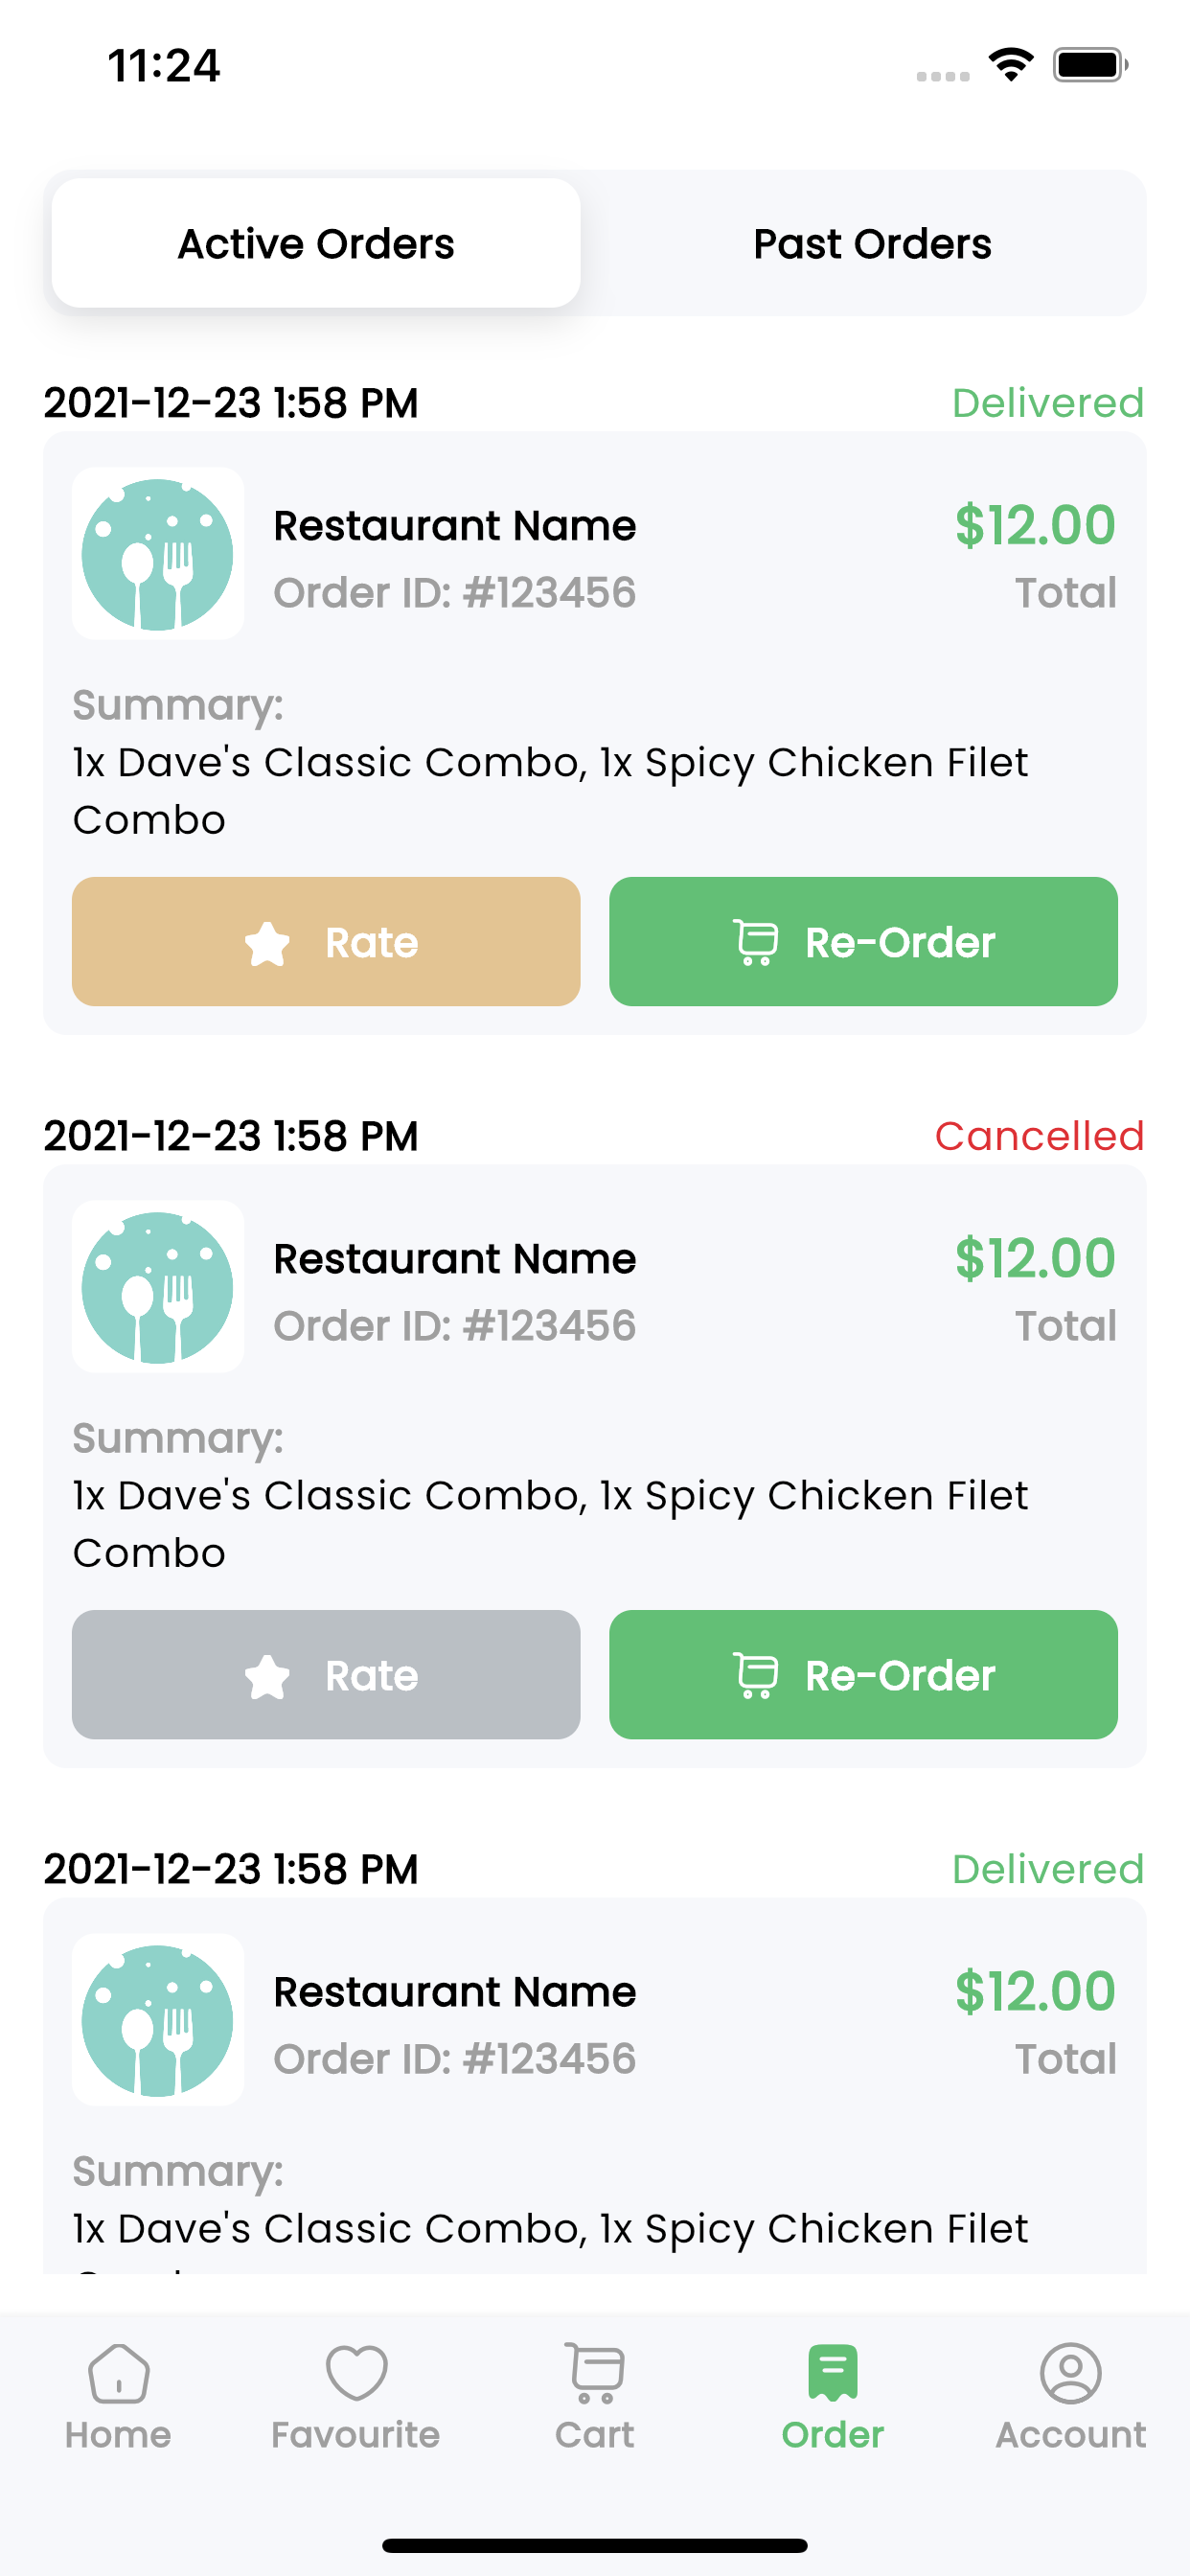 11:24
Active Orders
Past Orders
2021-12-23 1:58 PM
Delivered
Restaurant Name
$12.00
Order ID: #123456
Total
Summary:
1x Dave's Classic Combo, 1x Spicy Chicken Filet
Combo
Rate
Re-Order
2021-12-23 1:58 PM
Cancelled
Restaurant Name
$12.00
Order ID: #123456
Total
Summary:
1x Dave's Classic Combo, 1x Spicy Chicken Filet
Combo
Rate
Re-Order
2021-12-23 1:58 PM
Delivered
Restaurant Name
$12.00
Order ID: #123456
Total
Summary:
1x Dave's Classic Combo, 1x Spicy Chicken Filet
Home
Favourite
Cart
Order
Account